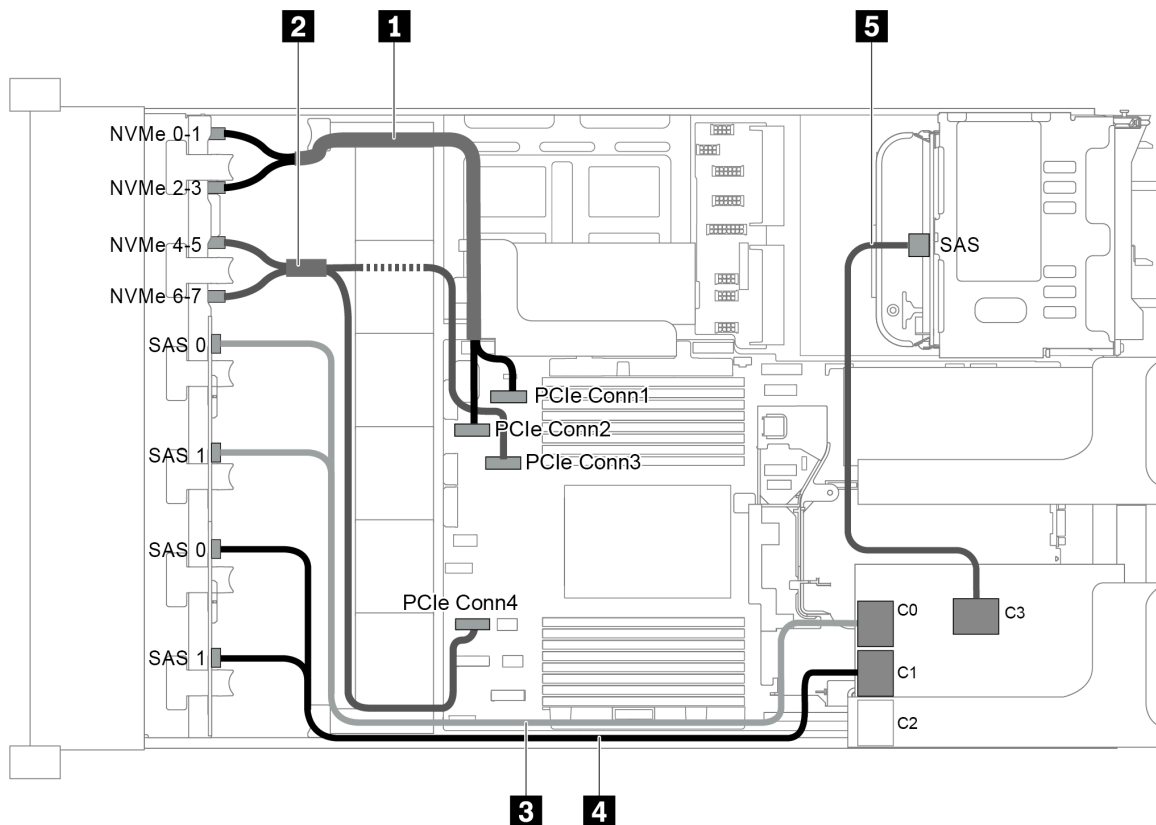 2
1
5
NVMe 0-1
NVMe 2-3
NVMe 4-5
NVMe 6-7
SAS
SAS 0
PCIe Conn1
PCIe Conn2
SAS 1
PCIe Conn3
SAS 0
PCIe Conn4
C0
C3
SAS 1
C1
C2
3
4